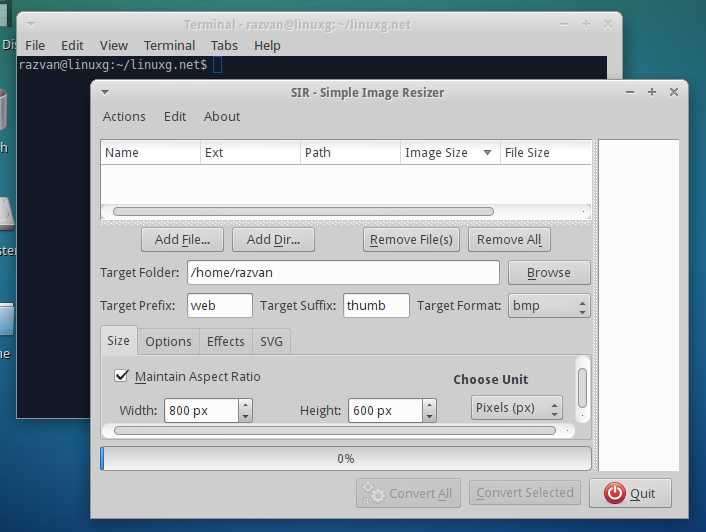 Terminal - razvan@linuxg:~/linuxg.net
File Edit View Terminal Tabs Help
razvan@linuxg:~/linuxg.net$
SIR - Simple Image Resizer
Actions Edit About
Name Ext Path Image Size File Size
Add File... Add Dir... Remove File(s) Remove All
Target Folder: /home/razvan Browse
Target Prefix: web Target Suffix: thumb Target Format: bmp
Size Options Effects SVG
Maintain Aspect Ratio Choose Unit
Width: 800 px Height: 600 px Pixels (px)
0%
Convert All Convert Selected Quit